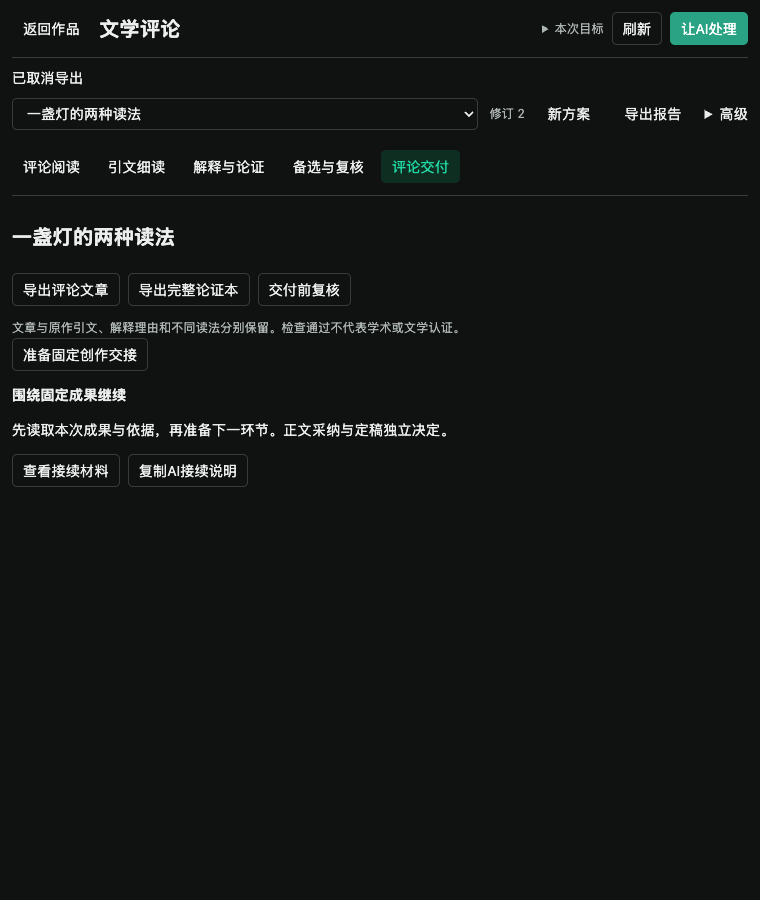 返回作品 文学评论 ▶ 本次目标 刷新 让AI处理
已取消导出
一盏灯的两种读法 修订 2 新方案 导出报告 ▶ 高级
评论阅读 引文细读 解释与论证 备选与复核 评论交付
一盏灯的两种读法
导出评论文章 导出完整论证本 交付前复核
文章与原作引文、解释理由和不同读法分别保留。检查通过不代表学术或文学认证。
准备固定创作交接
围绕固定成果继续
先读取本次成果与依据，再准备下一环节。正文采纳与定稿独立决定。
查看接续材料 复制AI接续说明